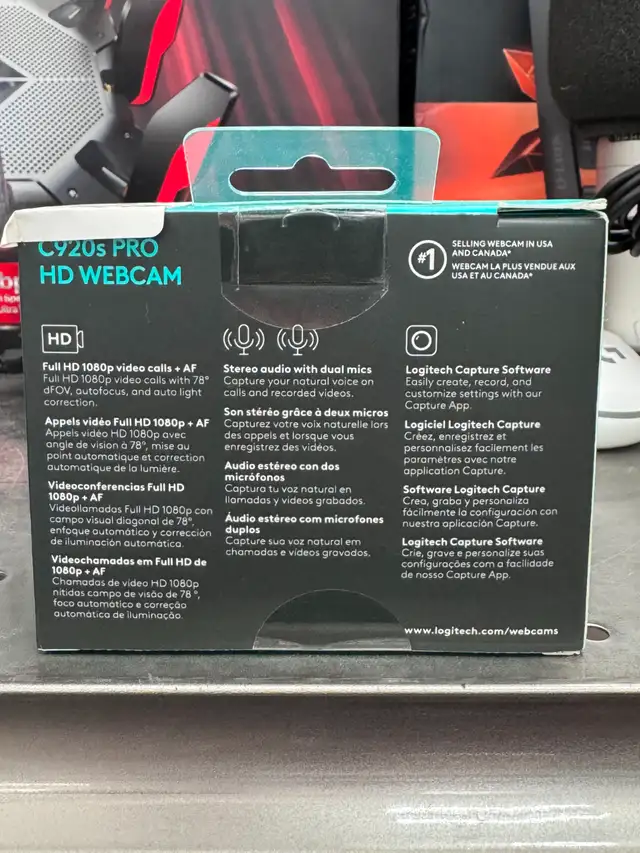 C920s PRO
HD WEBCAM
#1
SELLING WEBCAM IN USA
AND CANADA*
WEBCAM LA PLUS VENDUE AUX
USA ET AU CANADA*
HD
Full HD 1080p video calls + AF
Full HD 1080p video calls with 78°
dFOV, autofocus, and auto light
correction.
Appels vidéo Full HD 1080p + AF
Appels vidéo HD 1080p avec
angle de vision à 78°, mise au
point automatique et correction
automatique de la lumière.
Videoconferencias Full HD
1080p + AF
Videollamadas Full HD 1080p con
campo visual diagonal de 78°,
enfoque automático y corrección
de iluminación automática.
Videochamadas em Full HD de
1080p + AF
Chamadas de vídeo HD 1080p
nítidas campo de visão de 78 °,
foco automático e correção
automática de iluminação.
Stereo audio with dual mics
Capture your natural voice on
calls and recorded videos.
Son stéréo grâce à deux micros
Capturez votre voix naturelle lors
des appels et lorsque vous
enregistrez des vidéos.
Audio estéreo con dos
micrófonos
Captura tu voz natural en
llamadas y videos grabados.
Áudio estéreo com microfones
duplos
Capture sua voz natural em
chamadas e vídeos gravados.
Logitech Capture Software
Easily create, record, and
customize settings with our
Capture App.
Logiciel Logitech Capture
Créez, enregistrez et
personnalisez facilement les
paramètres avec notre
application Capture.
Software Logitech Capture
Crea, graba y personaliza
fácilmente la configuración con
nuestra aplicación Capture.
Logitech Capture Software
Crie, grave e personalize suas
configurações com a facilidade
de nosso Capture App.
www.logitech.com/webcams